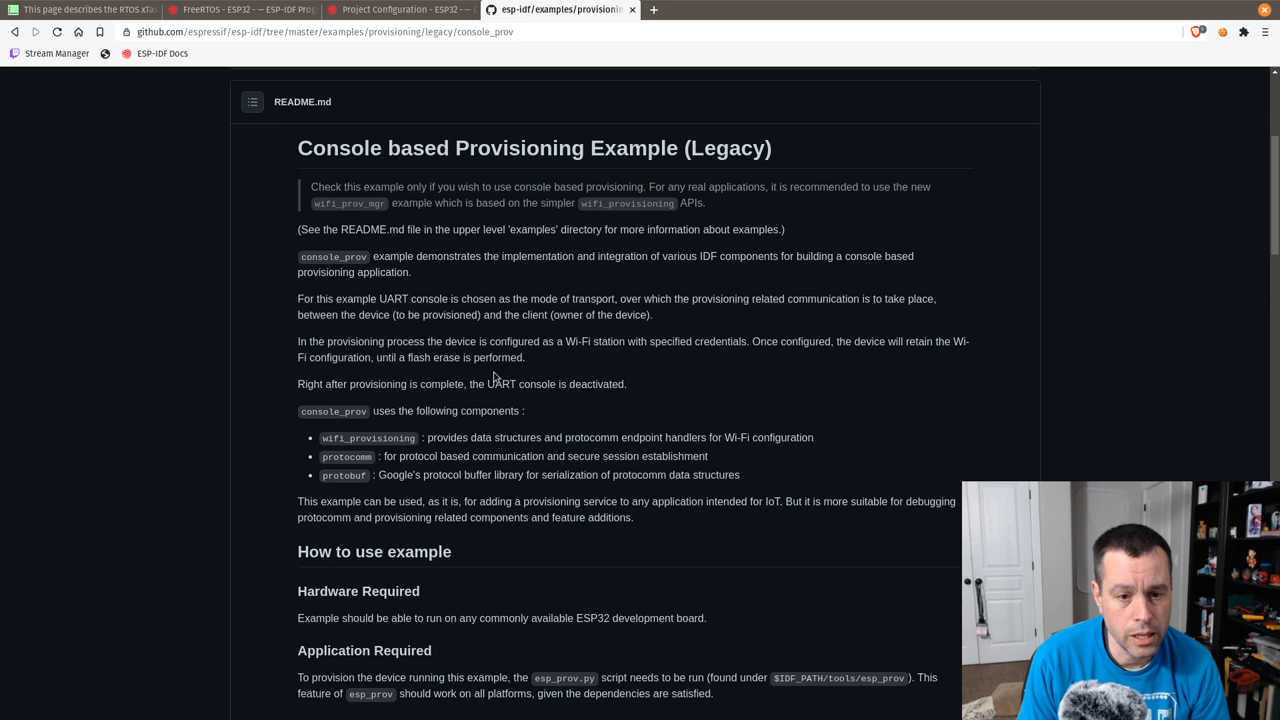 This page describes the RTOS xTas
FreeRTOS - ESP32 - — ESP-IDF Prog
Project Configuration - ESP32 - —
esp-idf/examples/provisionin
github.com/espressif/esp-idf/tree/master/examples/provisioning/legacy/console_prov
Stream Manager
ESP-IDF Docs
README.md
Console based Provisioning Example (Legacy)
Check this example only if you wish to use console based provisioning. For any real applications, it is recommended to use the new
wifi_prov_mgr example which is based on the simpler wifi_provisioning APIs.
(See the README.md file in the upper level 'examples' directory for more information about examples.)
console_prov example demonstrates the implementation and integration of various IDF components for building a console based
provisioning application.
For this example UART console is chosen as the mode of transport, over which the provisioning related communication is to take place,
between the device (to be provisioned) and the client (owner of the device).
In the provisioning process the device is configured as a Wi-Fi station with specified credentials. Once configured, the device will retain the Wi-
Fi configuration, until a flash erase is performed.
Right after provisioning is complete, the UART console is deactivated.
console_prov uses the following components :
• wifi_provisioning : provides data structures and protocomm endpoint handlers for Wi-Fi configuration
• protocomm : for protocol based communication and secure session establishment
• protobuf : Google's protocol buffer library for serialization of protocomm data structures
This example can be used, as it is, for adding a provisioning service to any application intended for IoT. But it is more suitable for debugging
protocomm and provisioning related components and feature additions.
How to use example
Hardware Required
Example should be able to run on any commonly available ESP32 development board.
Application Required
To provision the device running this example, the esp_prov.py script needs to be run (found under $IDF_PATH/tools/esp_prov ). This
feature of esp_prov should work on all platforms, given the dependencies are satisfied.